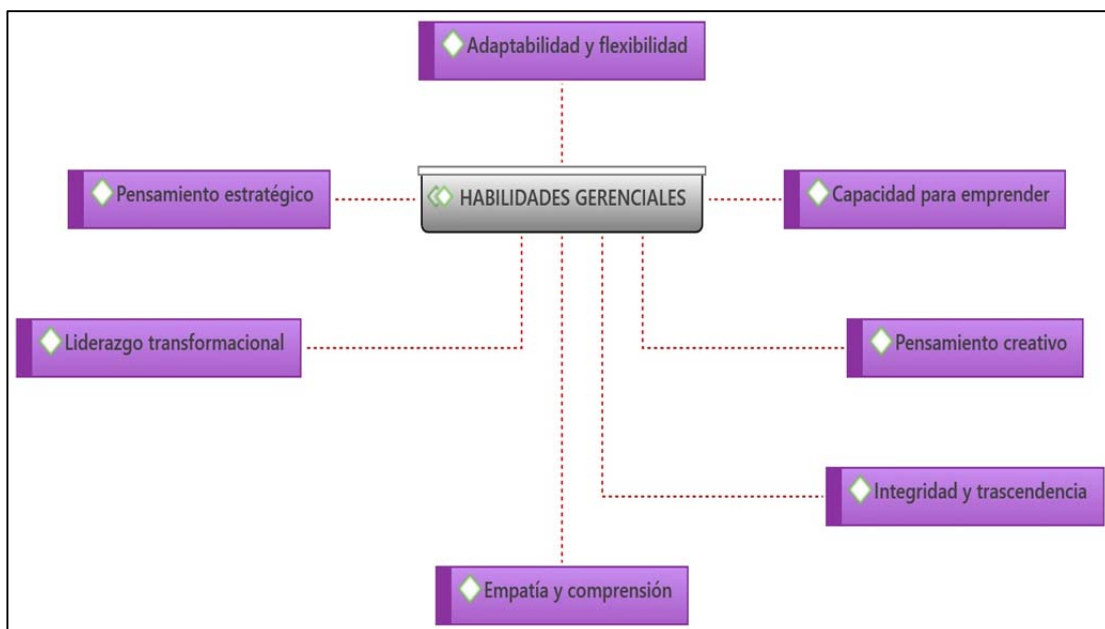 Adaptabilidad y flexibilidad
Pensamiento estratégico
HABILIDADES GERENCIALES
Capacidad para emprender
Liderazgo transformacional
Pensamiento creativo
Integridad y trascendencia
Empatía y comprensión